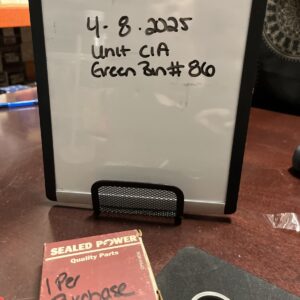 4-8.2025
Unit C1A
Green Bin# 86
SEALED POWER
Quality Parts
1 Per
Purchase